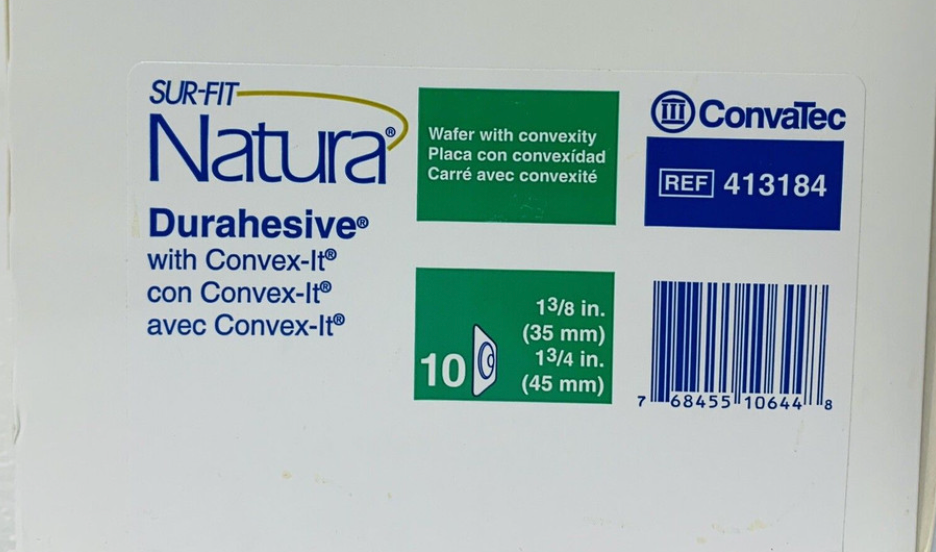 SUR-FIT
Natura®
Durahesive®
with Convex-It®
con Convex-It®
avec Convex-It®
Wafer with convexity
Placa con convexídad
Carré avec convexité
10
1 3/8 in.
(35 mm)
1 3/4 in.
(45 mm)
ConvaTec
REF 413184
7 68455 10644 8